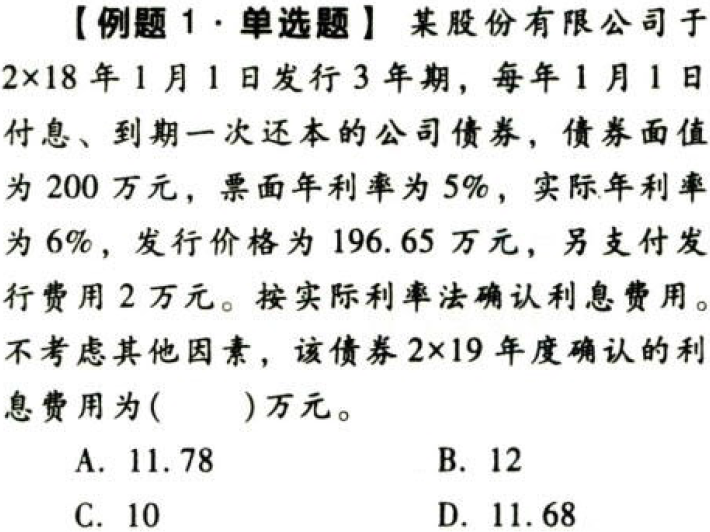 【例题 1·单选题】 某股份有限公司于
2×18 年 1 月 1 日发行 3 年期，每年 1 月 1 日
付息、到期一次还本的公司债券，债券面值
为 200 万元，票面年利率为 5%，实际年利率
为 6%，发行价格为 196.65 万元，另支付发
行费用 2 万元。按实际利率法确认利息费用。
不考虑其他因素，该债券 2×19 年度确认的利
息费用为(  )万元。
A. 11.78 B. 12
C. 10 D. 11.68